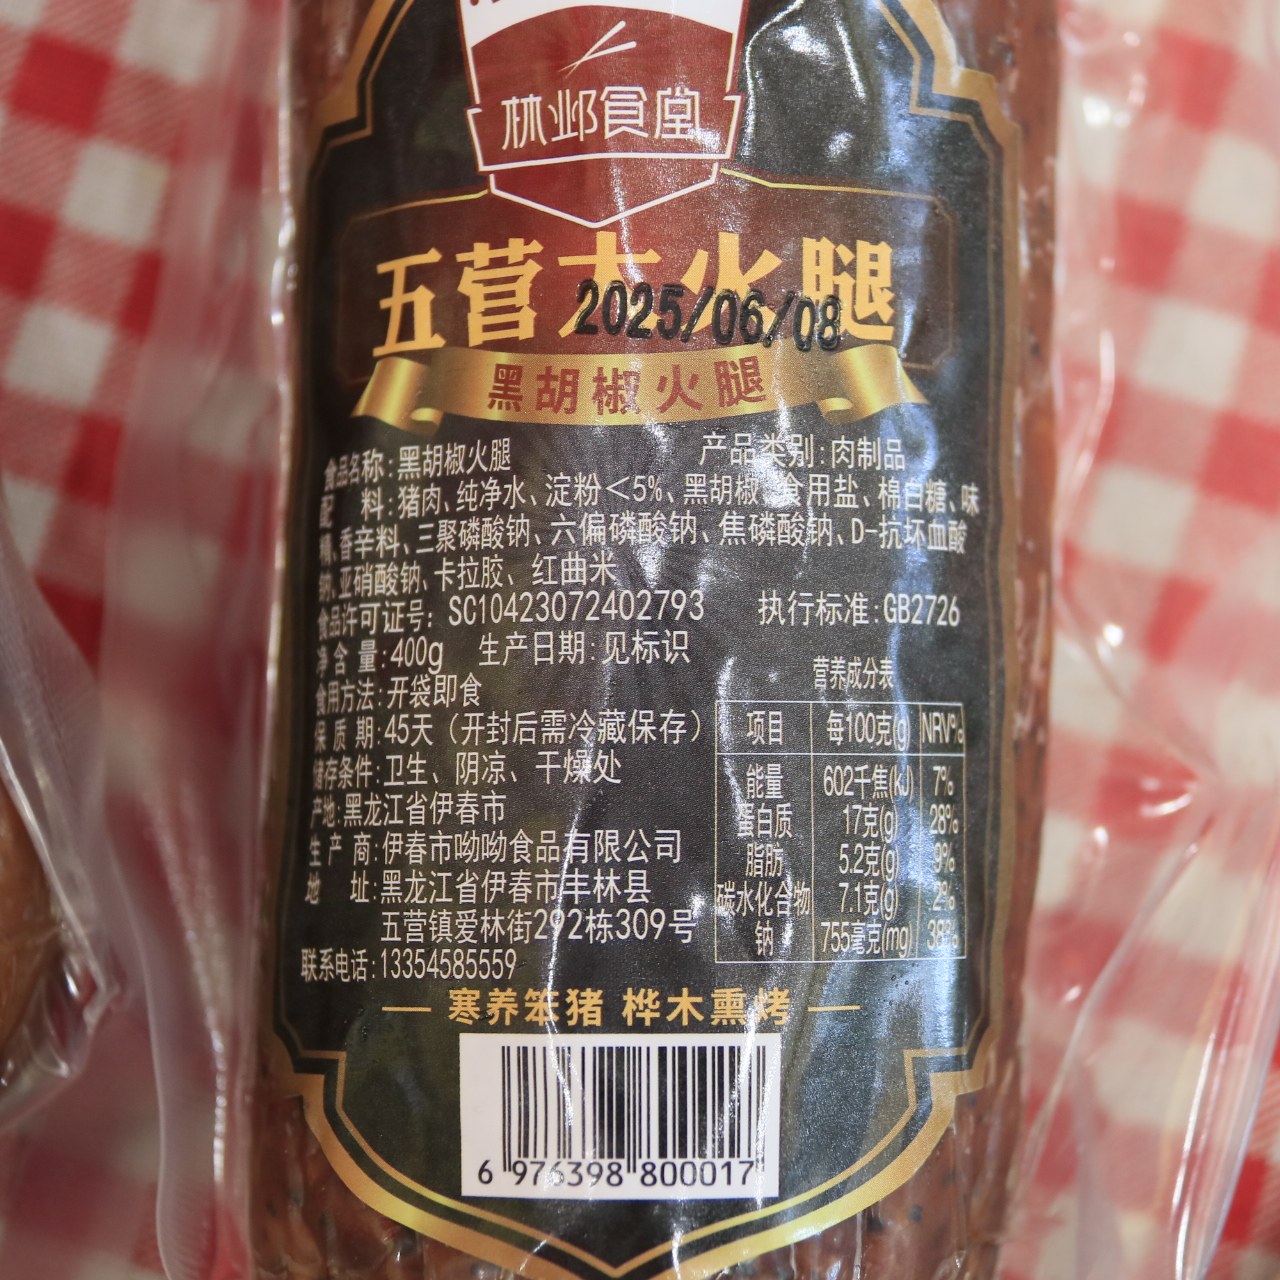 林邺食堂
五营大火腿
2025/06/08
黑胡椒火腿
食品名称:黑胡椒火腿 产品类别:肉制品
配 料:猪肉、纯净水、淀粉<5%、黑胡椒、食用盐、棉白糖、味
精、香辛料、三聚磷酸钠、六偏磷酸钠、焦磷酸钠、D-抗坏血酸
钠、亚硝酸钠、卡拉胶、红曲米
食品许可证号: SC10423072402793 执行标准:GB2726
净含量:400g 生产日期:见标识
食用方法:开袋即食
保质期:45天（开封后需冷藏保存）
储存条件:卫生、阴凉、干燥处
产地:黑龙江省伊春市
生产商:伊春市呦呦食品有限公司
地 址:黑龙江省伊春市丰林县
五营镇爱林街292栋309号
联系电话:13354585559
营养成分表
项目 每100克(g) NRV%
能量 602千焦(kJ) 7%
蛋白质 17克(g) 28%
脂肪 5.2克(g) 9%
碳水化合物 7.1克(g) 2%
钠 755毫克(mg) 38%
寒养笨猪 桦木熏烤
6 976398 800017